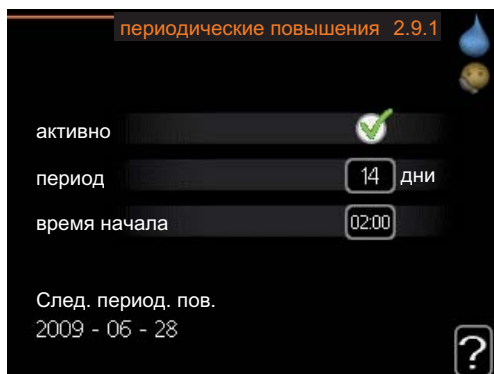 периодические повышения 2.9.1
активно
период 14 дни
время начала 02:00
След. период. пов.
2009 - 06 - 28
?